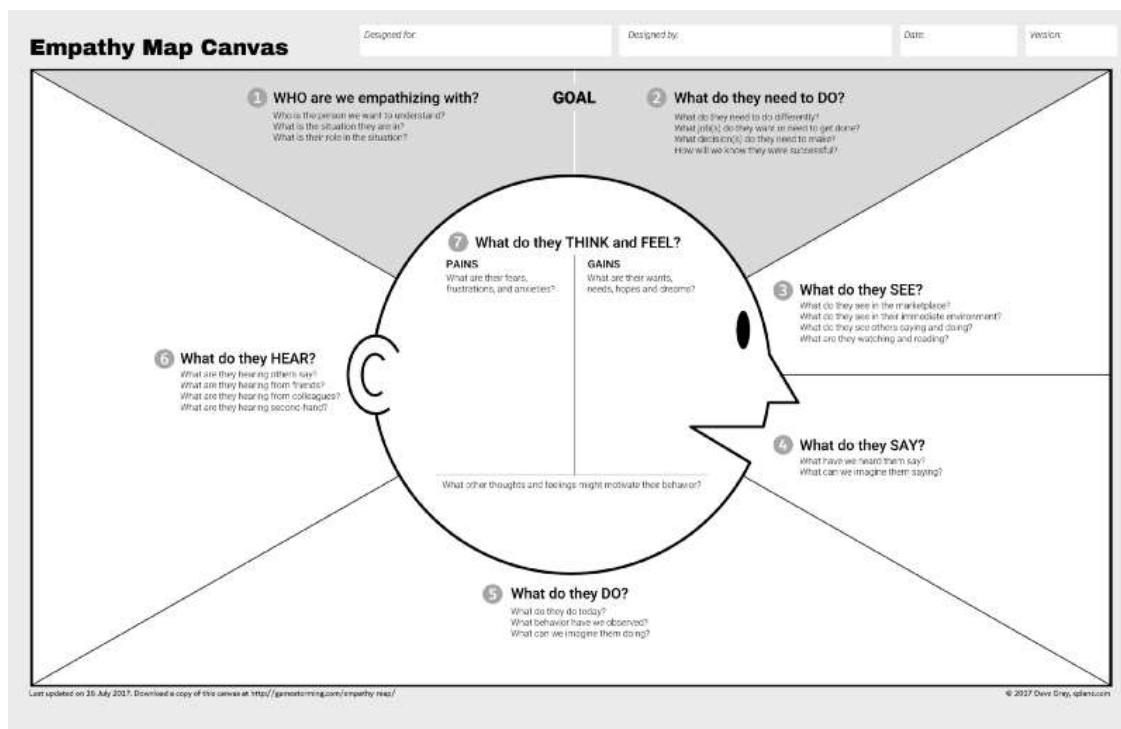 Empathy Map Canvas
Designed for:
Designed by:
Date:
Version:
1 WHO are we empathizing with?
Who is the person we want to understand?
What is the situation they are in?
What is their role in the situation?
GOAL
2 What do they need to DO?
What do they need to do differently?
What job(s) do they want or need to get done?
What decision(s) do they need to make?
How will we know they were successful?
7 What do they THINK and FEEL?
PAINS
What are their fears,
frustrations, and anxieties?
GAINS
What are their wants,
needs, hopes and dreams?
3 What do they SEE?
What do they see in the marketplace?
What do they see in their immediate environment?
What do they see others saying and doing?
What are they watching and reading?
6 What do they HEAR?
What are they hearing others say?
What are they hearing from friends?
What are they hearing from colleagues?
What are they hearing second-hand?
4 What do they SAY?
What have we heard them say?
What can we imagine them saying?
What other thoughts and feelings might motivate their behavior?
5 What do they DO?
What do they do today?
What behavior have we observed?
What can we imagine them doing?
Last updated on 16 July 2017. Download a copy of this canvas at http://gamestorming.com/empathy-map/
© 2017 Dave Gray, xplane.com